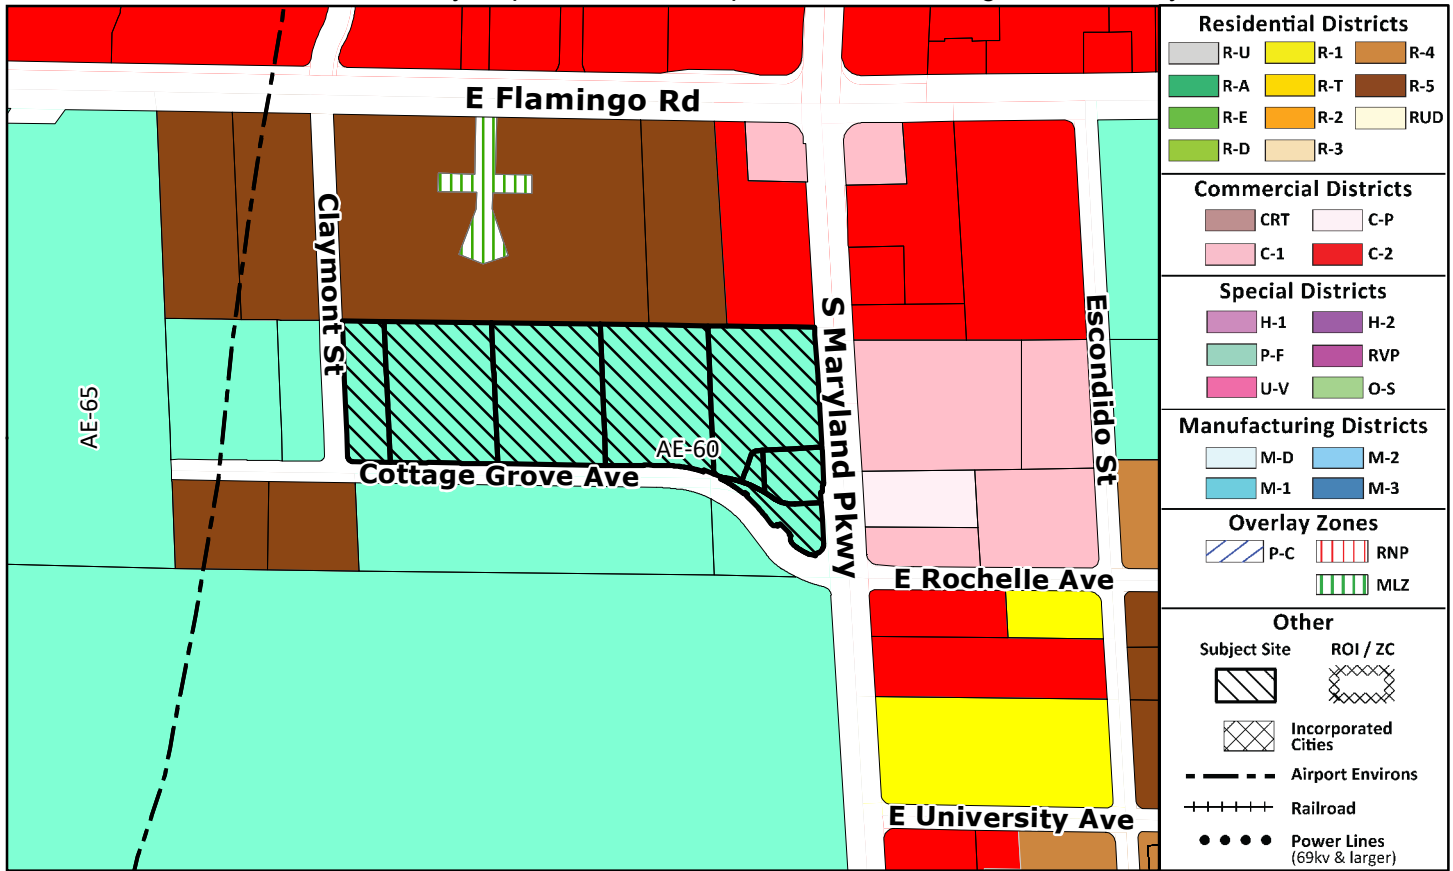 E Flamingo Rd
Claymont St
S Maryland Pkwy
Escondido St
AE-65
AE-60
Cottage Grove Ave
E Rochelle Ave
E University Ave
Residential Districts
R-U R-1 R-4
R-A R-T R-5
R-E R-2 RUD
R-D R-3
Commercial Districts
CRT C-P
C-1 C-2
Special Districts
H-1 H-2
P-F RVP
U-V O-S
Manufacturing Districts
M-D M-2
M-1 M-3
Overlay Zones
P-C RNP
MLZ
Other
Subject Site ROI / ZC
Incorporated
Cities
Airport Environs
Railroad
Power Lines
(69kv & larger)